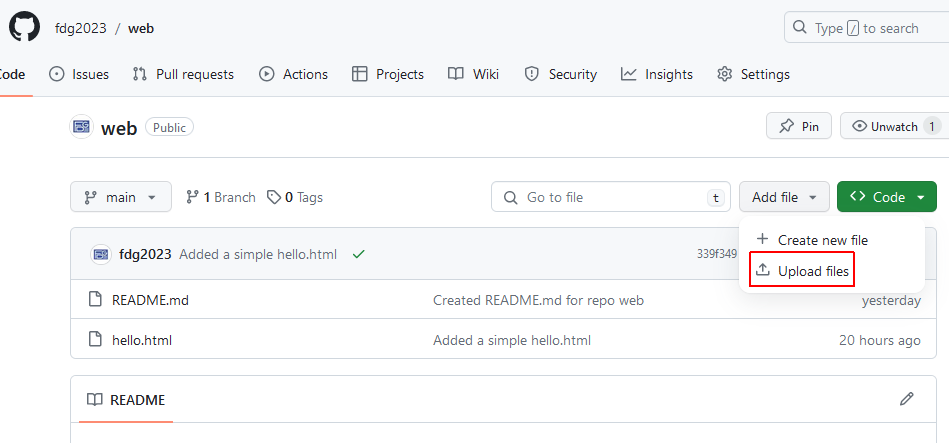 fdg2023 / web
Type / to search
Code Issues Pull requests Actions Projects Wiki Security Insights Settings
web Public
Pin
Unwatch 1
main
1 Branch
0 Tags
Go to file t
Add file
Code
Create new file
Upload files
fdg2023 Added a simple hello.html 339f349
README.md Created README.md for repo web yesterday
hello.html Added a simple hello.html 20 hours ago
README